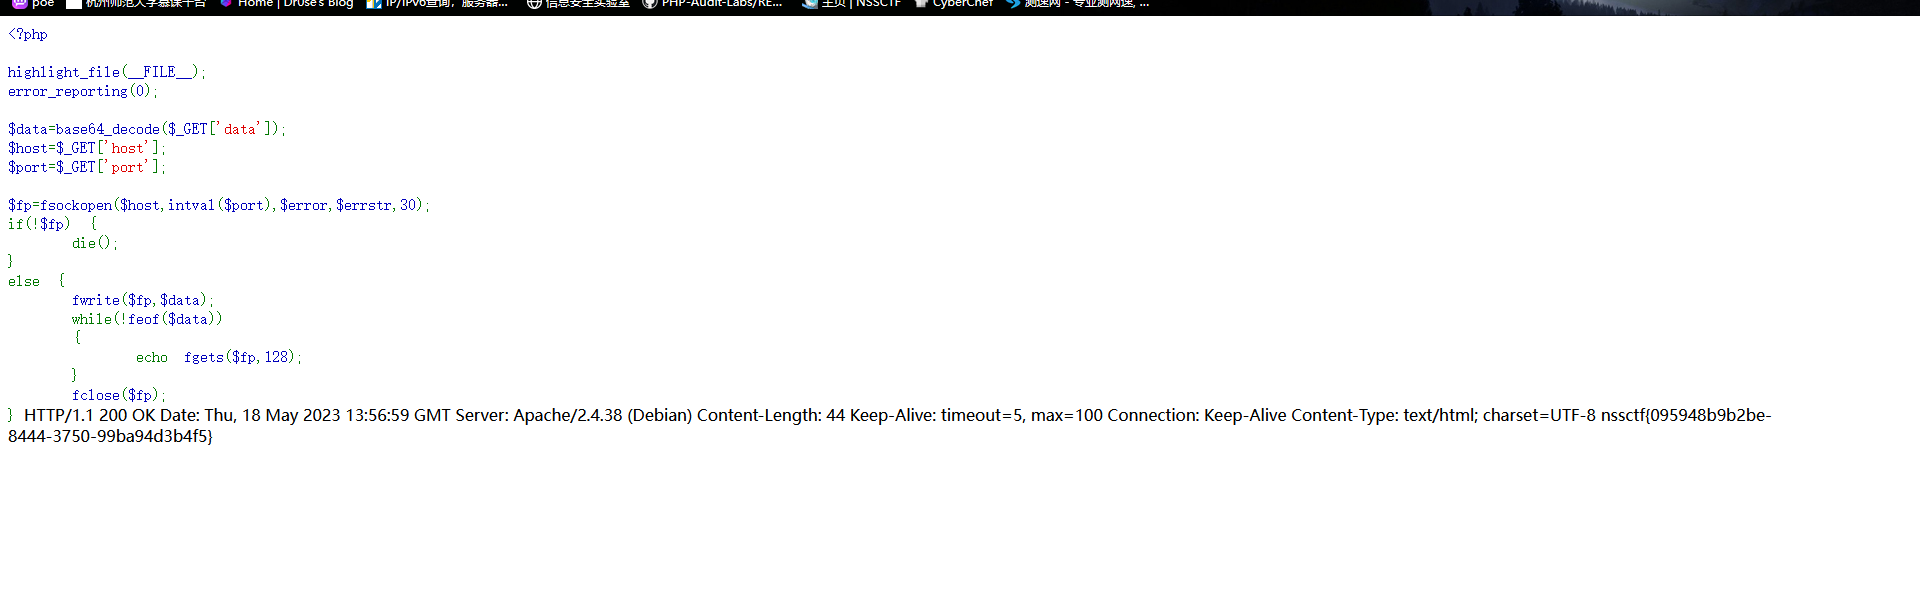 poe 杭州师范大学慕课平台 Home | Druse's Blog IP/IPv6查询，服务器... 信息安全实验室 PHP-Audit-Labs/RE... 主页 | NSSCTF CyberChef 测速网 - 专业测网速, ...
<?php
highlight_file(__FILE__);
error_reporting(0);
$data=base64_decode($_GET['data']);
$host=$_GET['host'];
$port=$_GET['port'];
$fp=fsockopen($host,intval($port),$error,$errstr,30);
if(!$fp) {
die();
}
else {
fwrite($fp,$data);
while(!feof($data))
{
echo fgets($fp,128);
}
fclose($fp);
} HTTP/1.1 200 OK Date: Thu, 18 May 2023 13:56:59 GMT Server: Apache/2.4.38 (Debian) Content-Length: 44 Keep-Alive: timeout=5, max=100 Connection: Keep-Alive Content-Type: text/html; charset=UTF-8 nssctf{095948b9b2be-
8444-3750-99ba94d3b4f5}